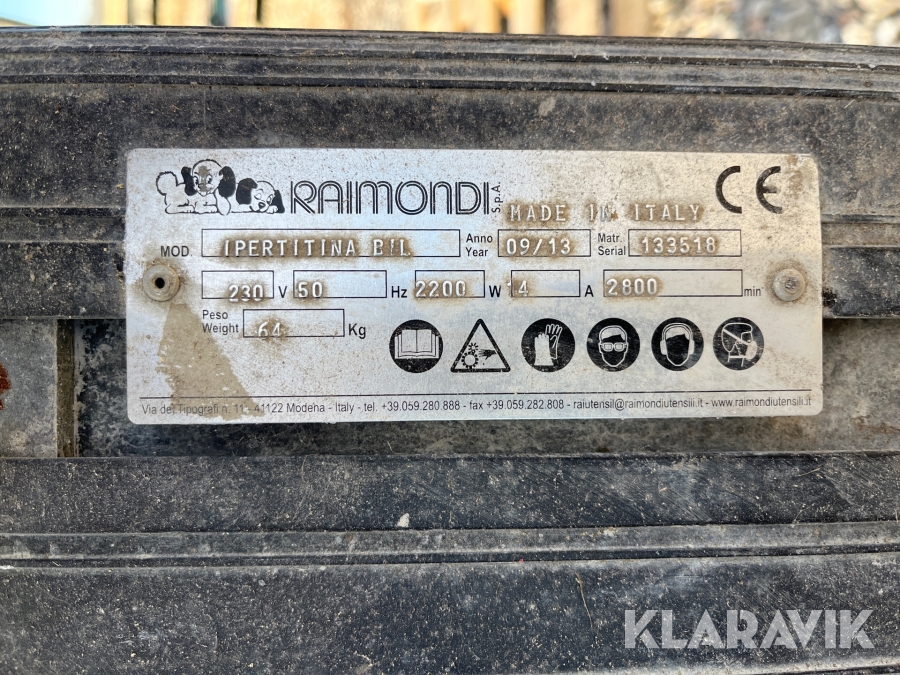 RAIMONDI S.p.A. MADE IN ITALY CE
MOD. IPERTITINA B/L Anno Year 09/13 Matr. Serial 133518
230 V 50 Hz 2200 W 14 A 2800 min
Peso Weight 64 Kg
Via dei Tipografi n. 11 - 41122 Modena - Italy - tel. +39.059.280.888 - fax +39.059.282.808 - raiutensil@raimondiutensili.it - www.raimondiutensili.it
KLARAVIK